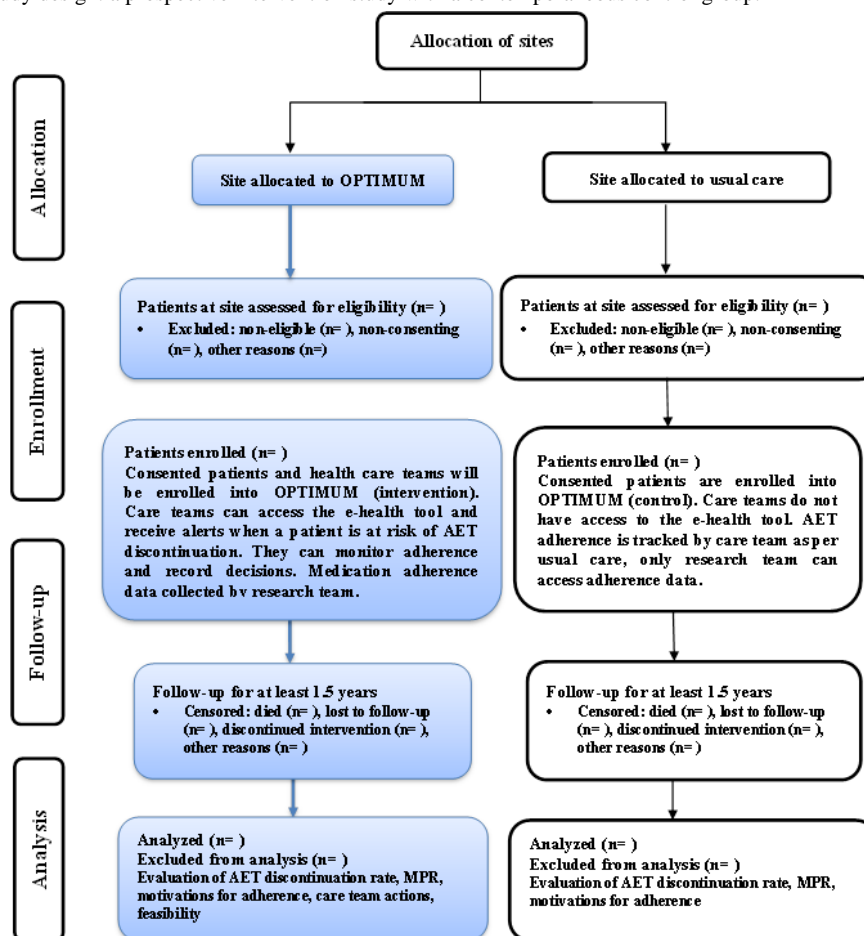 Allocation of sites
Allocation
Site allocated to OPTIMUM
Site allocated to usual care
Enrollment
Patients at site assessed for eligibility (n= )
• Excluded: non-eligible (n= ), non-consenting
(n= ), other reasons (n=)
Patients at site assessed for eligibility (n= )
• Excluded: non-eligible (n= ), non-consenting
(n= ), other reasons (n=)
Patients enrolled (n= )
Consented patients and health care teams will
be enrolled into OPTIMUM (intervention).
Care teams can access the e-health tool and
receive alerts when a patient is at risk of AET
discontinuation. They can monitor adherence
and record decisions. Medication adherence
data collected by research team.
Patients enrolled (n= )
Consented patients are enrolled into
OPTIMUM (control). Care teams do not
have access to the e-health tool. AET
adherence is tracked by care team as per
usual care, only research team can
access adherence data.
Follow-up
Follow-up for at least 1.5 years
• Censored: died (n= ), lost to follow-up
(n= ), discontinued intervention (n= ),
other reasons (n= )
Follow-up for at least 1.5 years
• Censored: died (n= ), lost to follow-up
(n= ), discontinued intervention (n= ),
other reasons (n= )
Analysis
Analyzed (n= )
Excluded from analysis (n= )
Evaluation of AET discontinuation rate, MPR,
motivations for adherence, care team actions,
feasibility
Analyzed (n= )
Excluded from analysis (n= )
Evaluation of AET discontinuation rate, MPR,
motivations for adherence